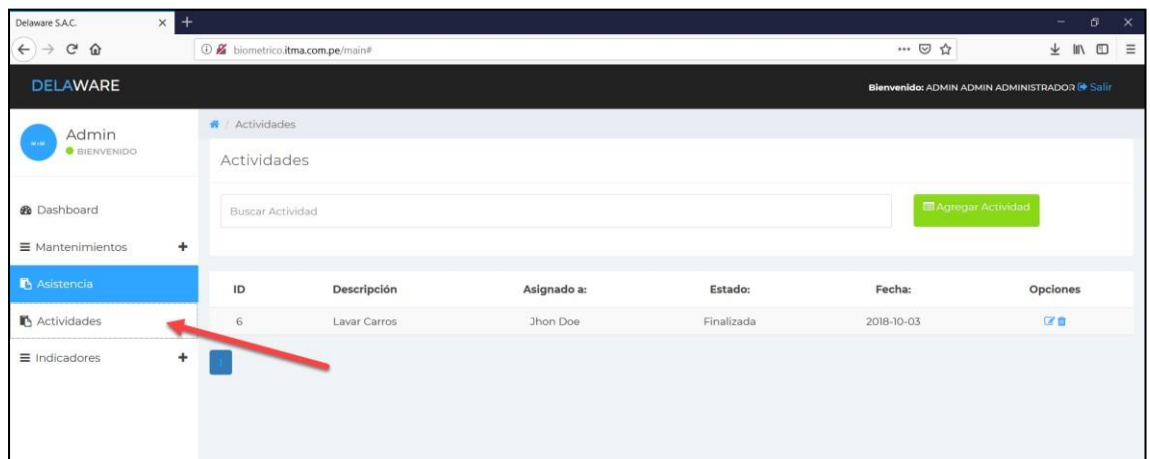 Delaware S.A.C.
biometrico.itma.com.pe/main#
DELAWARE
Bienvenido: ADMIN ADMIN ADMINISTRADOR Salir
Admin
BIENVENIDO
Dashboard
Mantenimientos
Asistencia
Actividades
Indicadores
/ Actividades
Actividades
Buscar Actividad
Agregar Actividad
ID Descripción Asignado a: Estado: Fecha: Opciones
6 Lavar Carros Jhon Doe Finalizada 2018-10-03
1